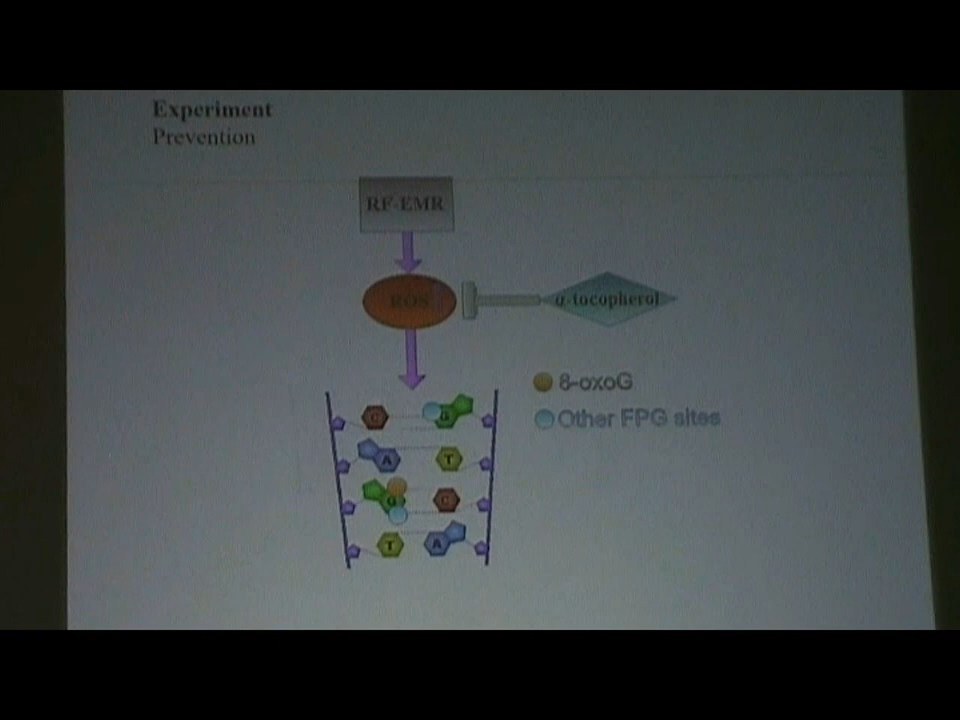 Experiment
Prevention
RF-EMR
ROS
α-tocopherol
8-oxoG
Other FPG sites
C G
A T
G C
T A